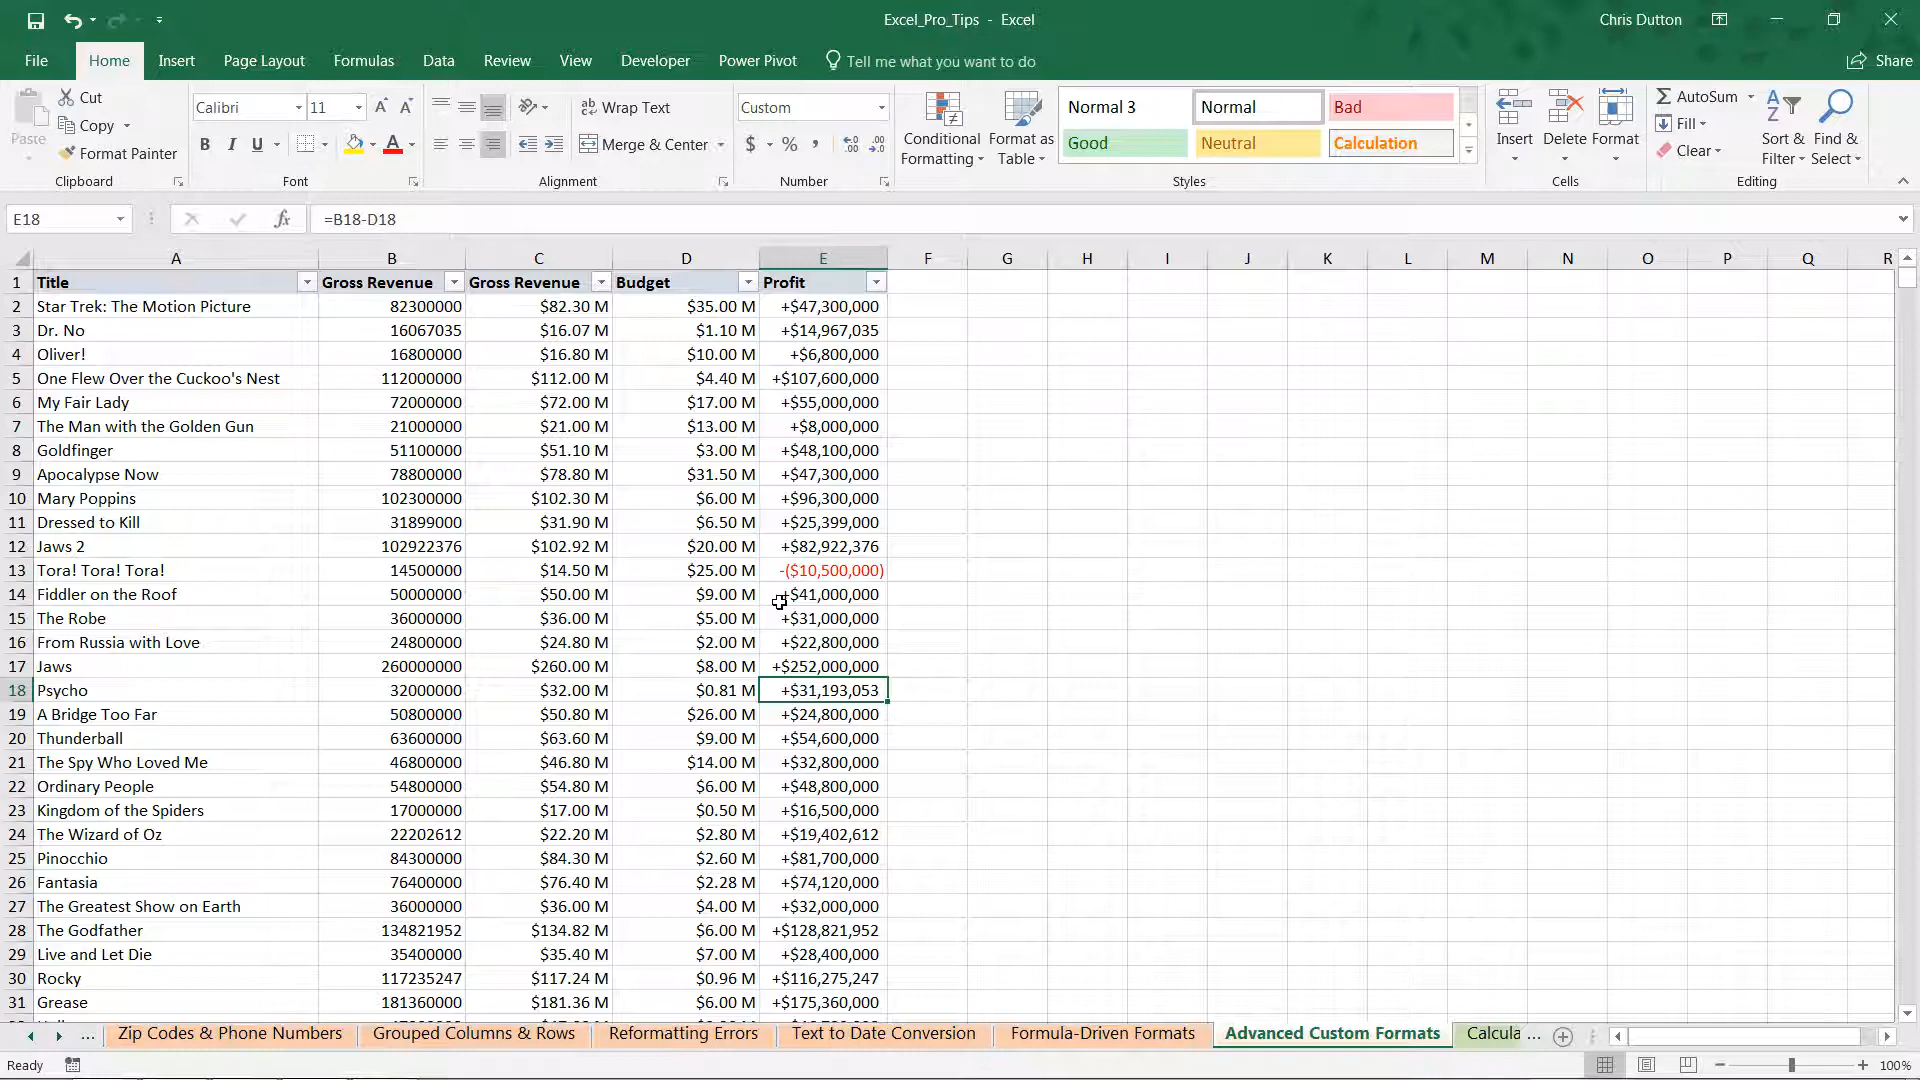 Excel_Pro_Tips - Excel
Chris Dutton
File Home Insert Page Layout Formulas Data Review View Developer Power Pivot Tell me what you want to do Share
Paste
Cut
Copy
Format Painter
Clipboard
Calibri 11 A A
B I U A
Font
Wrap Text
Merge & Center
Alignment
Custom
$ % ,
Number
Conditional Formatting
Format as Table
Normal 3 Normal Bad
Good Neutral Calculation
Styles
Insert Delete Format
Cells
AutoSum
Fill
Clear
Sort & Filter
Find & Select
Editing
E18 fx =B18-D18
A B C D E F G H I J K L M N O P Q R
1 Title Gross Revenue Gross Revenue Budget Profit
2 Star Trek: The Motion Picture 82300000 $82.30 M $35.00 M +$47,300,000
3 Dr. No 16067035 $16.07 M $1.10 M +$14,967,035
4 Oliver! 16800000 $16.80 M $10.00 M +$6,800,000
5 One Flew Over the Cuckoo's Nest 112000000 $112.00 M $4.40 M +$107,600,000
6 My Fair Lady 72000000 $72.00 M $17.00 M +$55,000,000
7 The Man with the Golden Gun 21000000 $21.00 M $13.00 M +$8,000,000
8 Goldfinger 51100000 $51.10 M $3.00 M +$48,100,000
9 Apocalypse Now 78800000 $78.80 M $31.50 M +$47,300,000
10 Mary Poppins 102300000 $102.30 M $6.00 M +$96,300,000
11 Dressed to Kill 31899000 $31.90 M $6.50 M +$25,399,000
12 Jaws 2 102922376 $102.92 M $20.00 M +$82,922,376
13 Tora! Tora! Tora! 14500000 $14.50 M $25.00 M -($10,500,000)
14 Fiddler on the Roof 50000000 $50.00 M $9.00 M +$41,000,000
15 The Robe 36000000 $36.00 M $5.00 M +$31,000,000
16 From Russia with Love 24800000 $24.80 M $2.00 M +$22,800,000
17 Jaws 260000000 $260.00 M $8.00 M +$252,000,000
18 Psycho 32000000 $32.00 M $0.81 M +$31,193,053
19 A Bridge Too Far 50800000 $50.80 M $26.00 M +$24,800,000
20 Thunderball 63600000 $63.60 M $9.00 M +$54,600,000
21 The Spy Who Loved Me 46800000 $46.80 M $14.00 M +$32,800,000
22 Ordinary People 54800000 $54.80 M $6.00 M +$48,800,000
23 Kingdom of the Spiders 17000000 $17.00 M $0.50 M +$16,500,000
24 The Wizard of Oz 22202612 $22.20 M $2.80 M +$19,402,612
25 Pinocchio 84300000 $84.30 M $2.60 M +$81,700,000
26 Fantasia 76400000 $76.40 M $2.28 M +$74,120,000
27 The Greatest Show on Earth 36000000 $36.00 M $4.00 M +$32,000,000
28 The Godfather 134821952 $134.82 M $6.00 M +$128,821,952
29 Live and Let Die 35400000 $35.40 M $7.00 M +$28,400,000
30 Rocky 117235247 $117.24 M $0.96 M +$116,275,247
31 Grease 181360000 $181.36 M $6.00 M +$175,360,000
... Zip Codes & Phone Numbers Grouped Columns & Rows Reformatting Errors Text to Date Conversion Formula-Driven Formats Advanced Custom Formats Calcula ...
Ready 100%